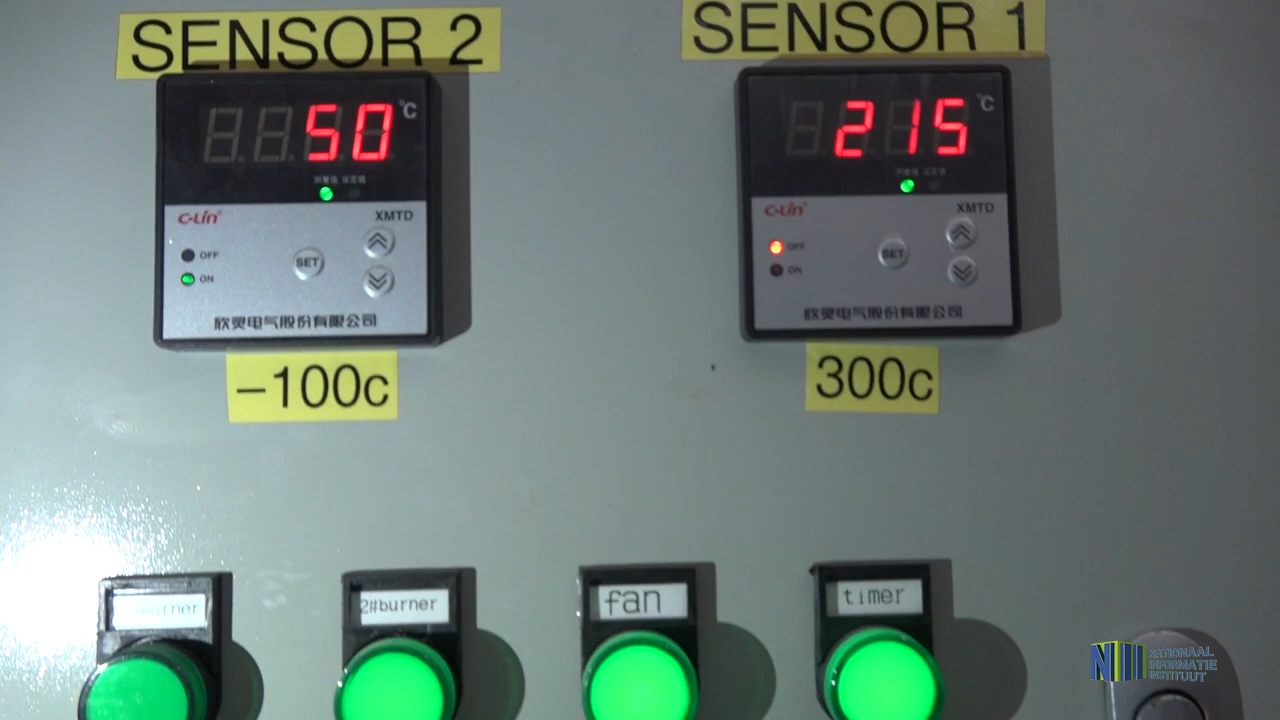 SENSOR 2
SENSOR 1
50 °C
215 °C
C-Lin® XMTD
C-Lin® XMTD
OFF
SET
ON
OFF
SET
ON
欣灵电气股份有限公司
欣灵电气股份有限公司
-100c
300c
2#burner
fan
timer
NATIONAAL
INFORMATIE
INSTITUUT